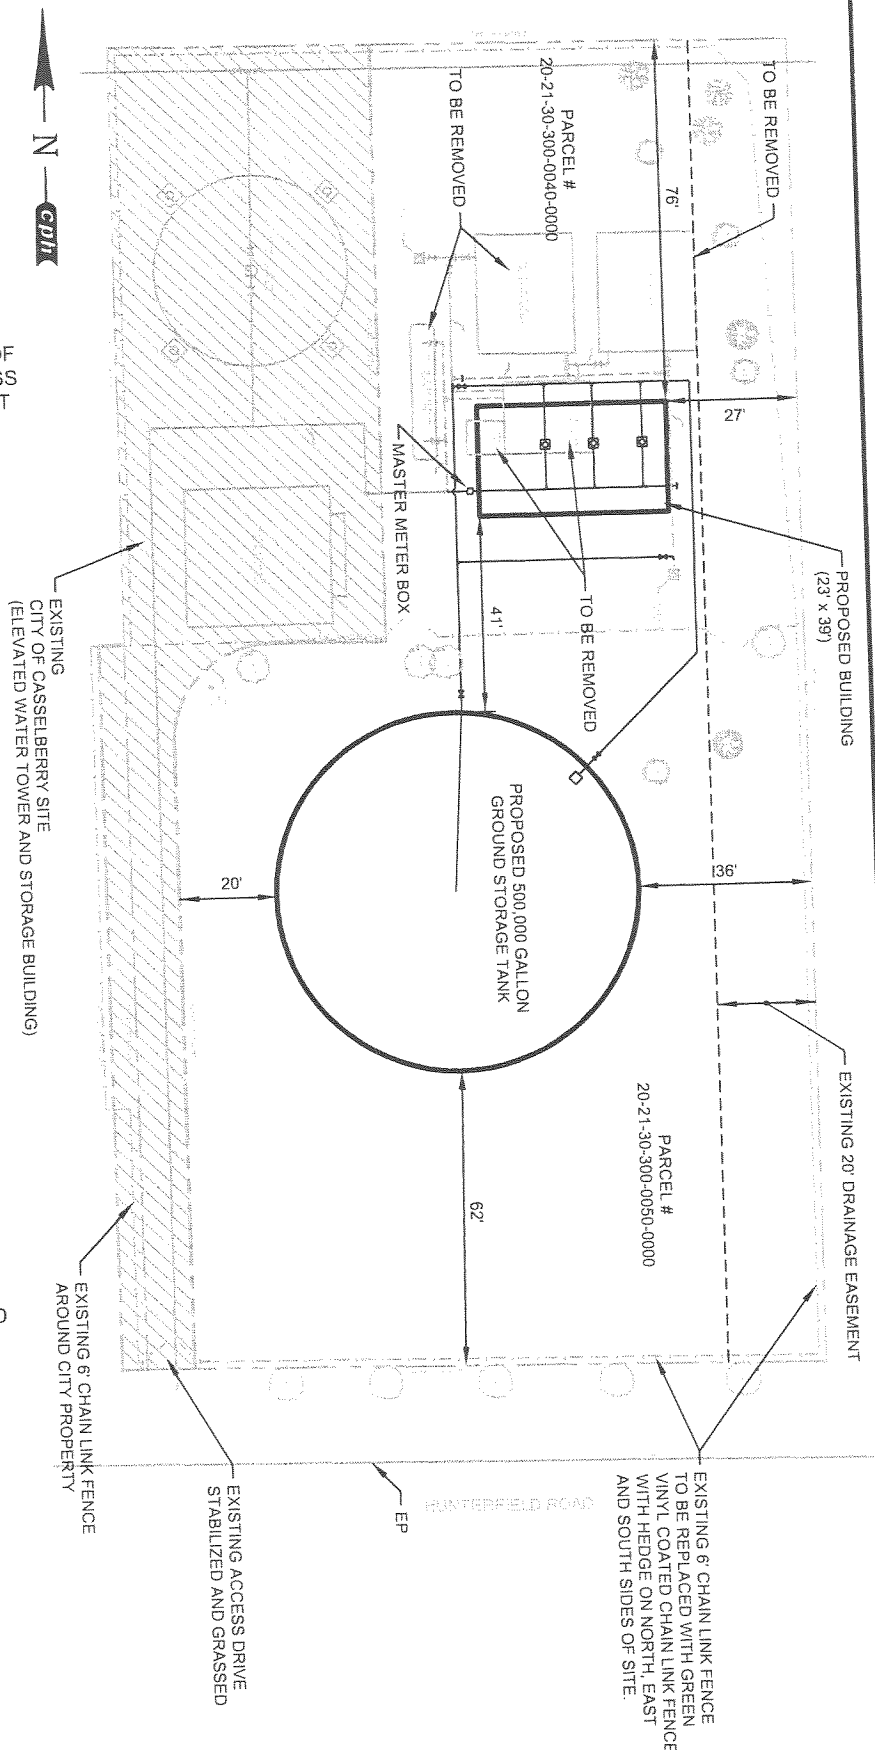 N
cph
OF
SS
T
O
TO BE REMOVED
PARCEL #
20-21-30-300-0040-0000
TO BE REMOVED
76'
27'
PROPOSED BUILDING
(23' x 39')
MASTER METER BOX
TO BE REMOVED
41'
EXISTING
CITY OF CASSELBERRY SITE
(ELEVATED WATER TOWER AND STORAGE BUILDING)
PROPOSED 500,000 GALLON
GROUND STORAGE TANK
20'
36'
EXISTING 20' DRAINAGE EASEMENT
PARCEL #
20-21-30-300-0050-0000
62'
EXISTING 6' CHAIN LINK FENCE
AROUND CITY PROPERTY
EXISTING ACCESS DRIVE
STABILIZED AND GRASSED
EP
HUNTERFIELD ROAD
EXISTING 6' CHAIN LINK FENCE
TO BE REPLACED WITH GREEN
VINYL COATED CHAIN LINK FENCE
WITH HEDGE ON NORTH, EAST
AND SOUTH SIDES OF SITE.